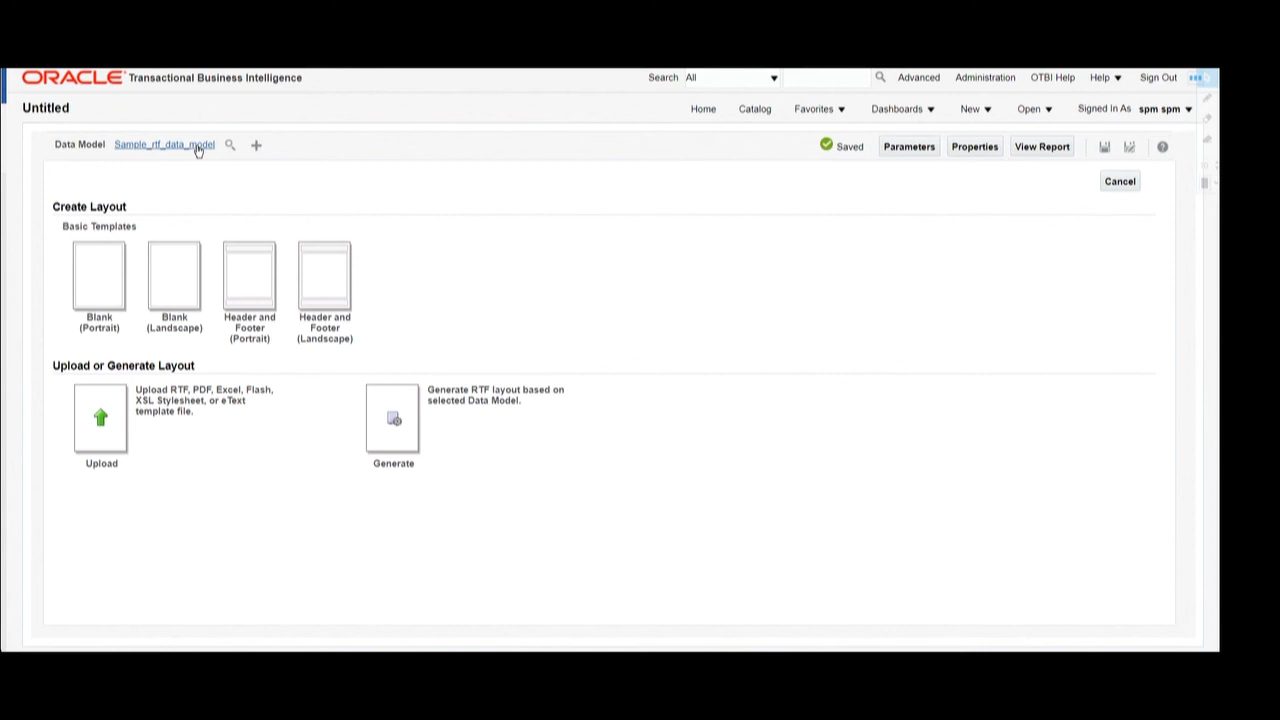 ORACLE Transactional Business Intelligence Search All Advanced Administration OTBI Help Help Sign Out
Untitled Home Catalog Favorites Dashboards New Open Signed In As spm spm
Data Model Sample_rtf_data_model Saved Parameters Properties View Report
Cancel
Create Layout
Basic Templates
Blank
(Portrait)
Blank
(Landscape)
Header and
Footer
(Portrait)
Header and
Footer
(Landscape)
Upload or Generate Layout
Upload RTF, PDF, Excel, Flash,
XSL Stylesheet, or eText
template file.
Upload
Generate RTF layout based on
selected Data Model.
Generate